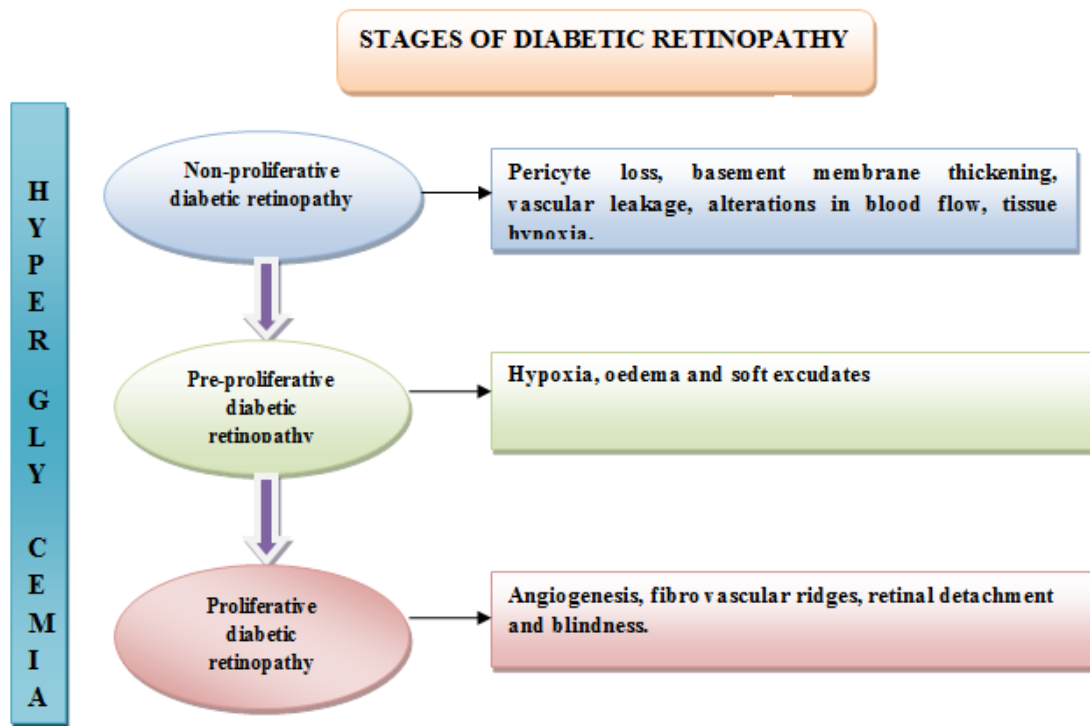 STAGES OF DIABETIC RETINOPATHY
H
Y
P
E
R
G
L
Y
C
E
M
I
A
Non-proliferative
diabetic retinopathy
Pericyte loss, basement membrane thickening,
vascular leakage, alterations in blood flow, tissue
hypoxia.
Pre-proliferative
diabetic
retinopathy
Hypoxia, oedema and soft excudates
Proliferative
diabetic
retinopathy
Angiogenesis, fibro vascular ridges, retinal detachment
and blindness.